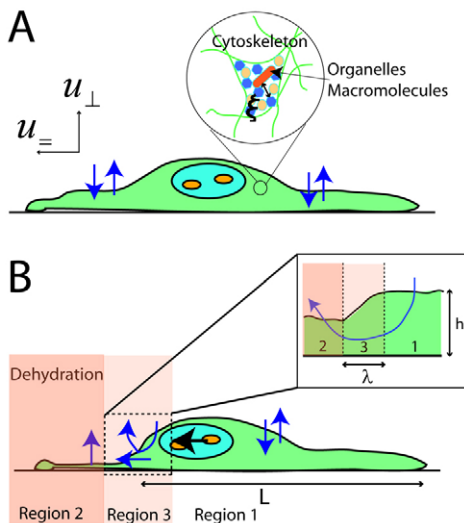 A
Cytoskeleton
Organelles
Macromolecules
ξ
u⊥
u=
B
2
3
1
h
λ
Dehydration
L
Region 2
Region 3
Region 1